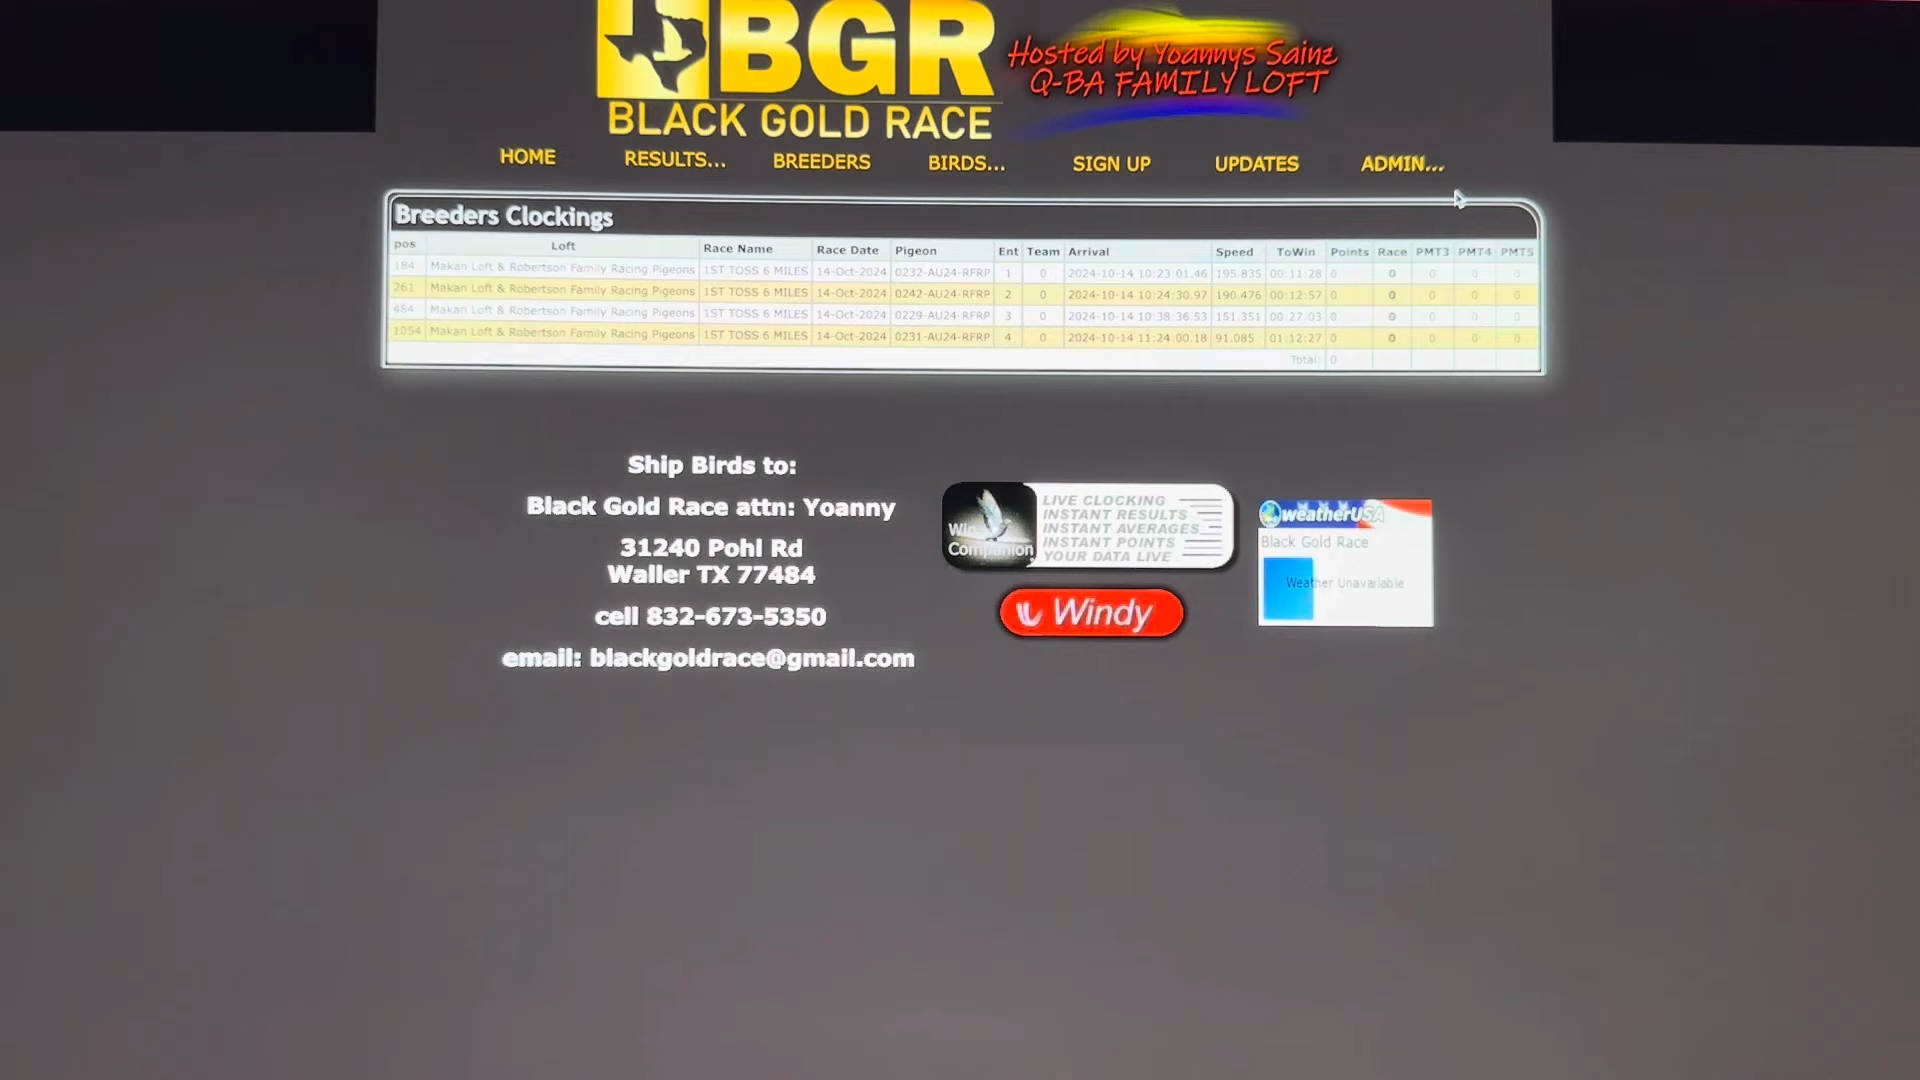 BGR
BLACK GOLD RACE
Hosted by Yoannys Sainz
Q-BA FAMILY LOFT
HOME RESULTS... BREEDERS BIRDS... SIGN UP UPDATES ADMIN...
Breeders Clockings
pos Loft Race Name Race Date Pigeon Ent Team Arrival Speed ToWin Points Race PMT3 PMT4 PMT5
184 Makan Loft & Robertson Family Racing Pigeons 1ST TOSS 6 MILES 14-Oct-2024 0232-AU24-RFRP 1 0 2024-10-14 10:23:01.46 195.835 00:11:28 0 0 0 0 0
261 Makan Loft & Robertson Family Racing Pigeons 1ST TOSS 6 MILES 14-Oct-2024 0242-AU24-RFRP 2 0 2024-10-14 10:24:30.97 190.476 00:12:57 0 0 0 0 0
484 Makan Loft & Robertson Family Racing Pigeons 1ST TOSS 6 MILES 14-Oct-2024 0229-AU24-RFRP 3 0 2024-10-14 10:38:36.53 151.351 00:27:03 0 0 0 0 0
1054 Makan Loft & Robertson Family Racing Pigeons 1ST TOSS 6 MILES 14-Oct-2024 0231-AU24-RFRP 4 0 2024-10-14 11:24:00.18 91.085 01:12:27 0 0 0 0 0
Total: 0
Ship Birds to:
Black Gold Race attn: Yoanny
31240 Pohl Rd
Waller TX 77484
cell 832-673-5350
email: blackgoldrace@gmail.com
Win Companion
LIVE CLOCKING
INSTANT RESULTS
INSTANT AVERAGES
INSTANT POINTS
YOUR DATA LIVE
Windy
weatherUSA
Black Gold Race
Weather Unavailable